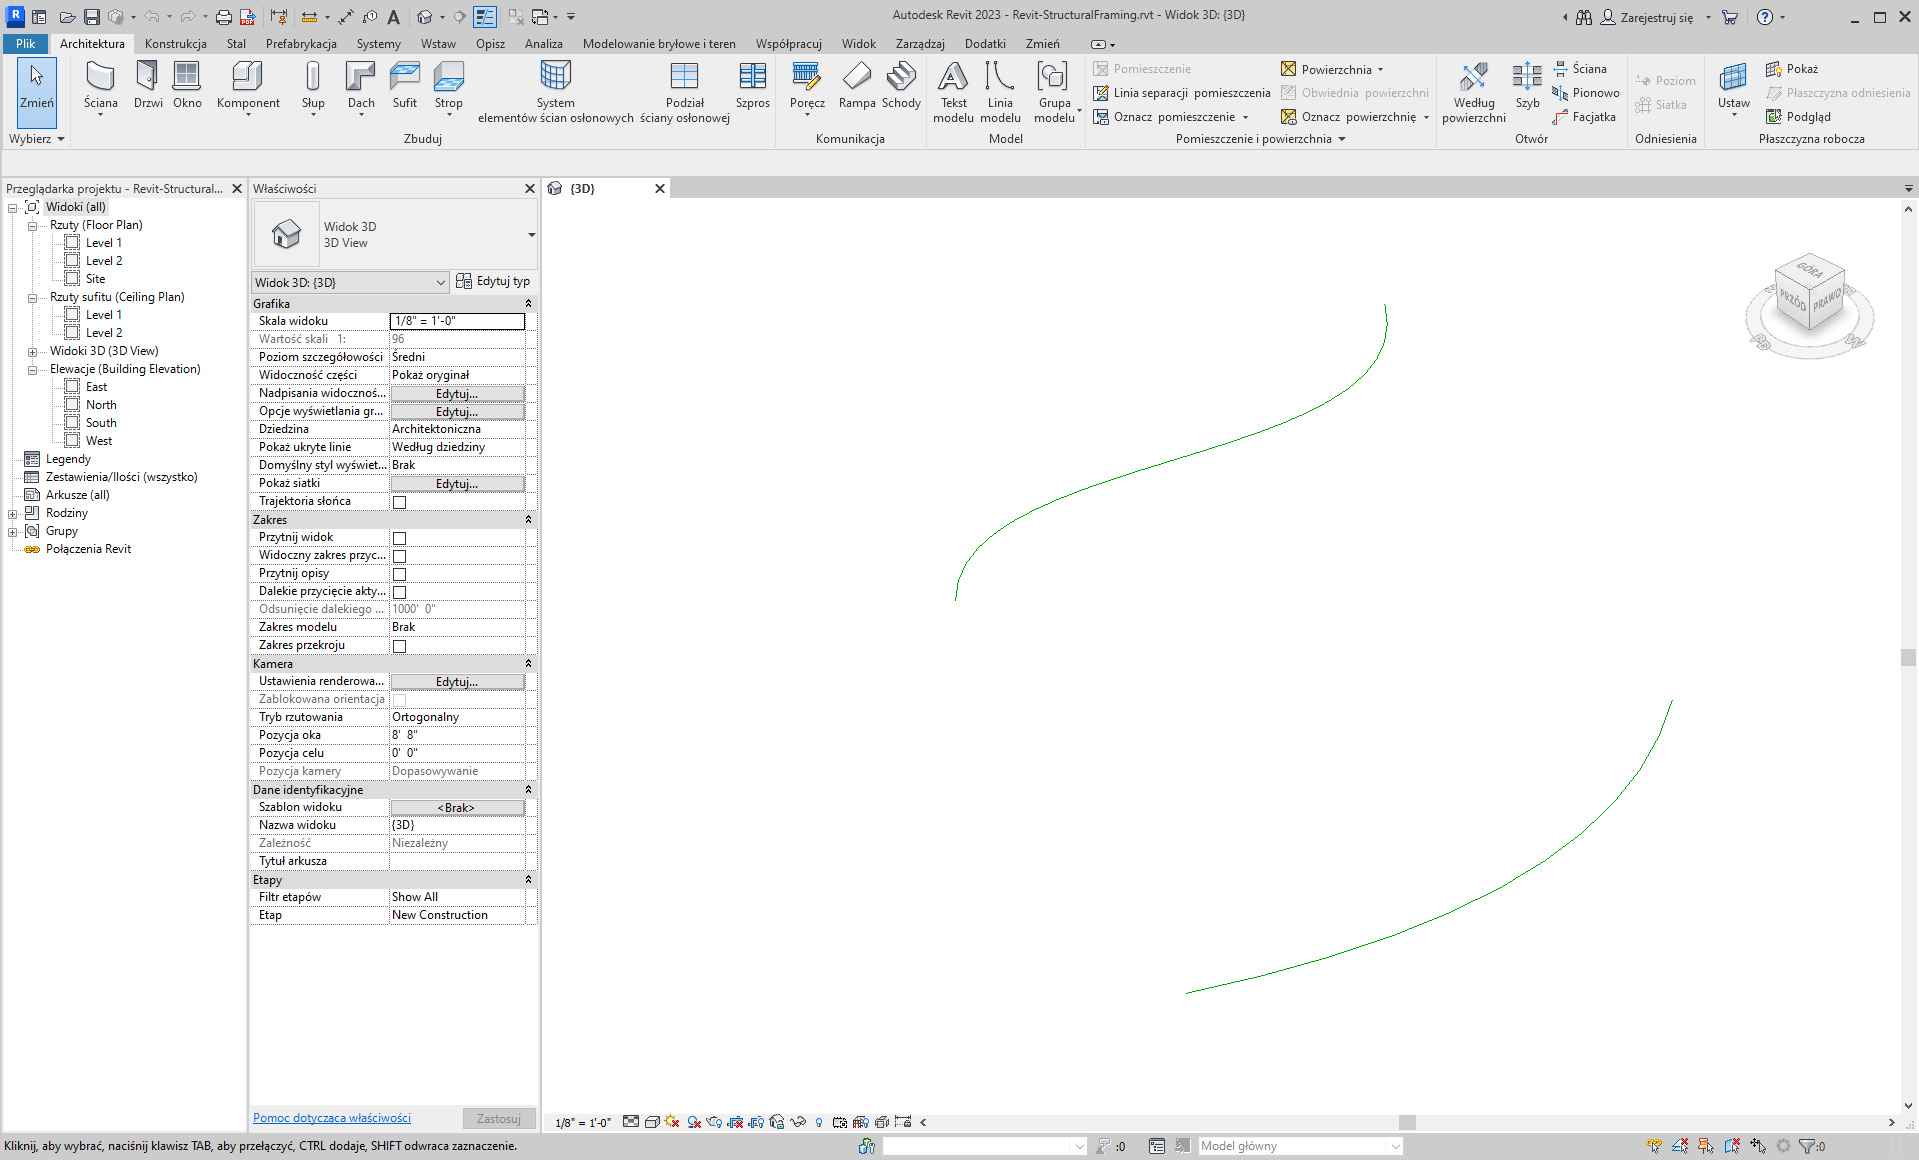 Autodesk Revit 2023 - Revit-StructuralFraming.rvt - Widok 3D: {3D}
Zarejestruj się
Plik Architektura Konstrukcja Stal Prefabrykacja Systemy Wstaw Opisz Analiza Modelowanie bryłowe i teren Współpracuj Widok Zarządzaj Dodatki Zmień
Zmień
Wybierz
Ściana Drzwi Okno Komponent Słup Dach Sufit Strop
System
elementów ścian osłonowych
Podział
ściany osłonowej
Szpros
Zbuduj
Poręcz Rampa Schody
Komunikacja
Tekst
modelu
Linia
modelu
Grupa
modelu
Model
Pomieszczenie
Linia separacji pomieszczenia
Oznacz pomieszczenie
Powierzchnia
Obwiednia powierzchni
Oznacz powierzchnię
Pomieszczenie i powierzchnia
Według
powierzchni
Szyb
Ściana
Pionowo
Facjatka
Otwór
Poziom
Siatka
Odniesienia
Ustaw
Pokaż
Płaszczyzna odniesienia
Podgląd
Płaszczyzna robocza
Przeglądarka projektu - Revit-Structural...
Widoki (all)
Rzuty (Floor Plan)
Level 1
Level 2
Site
Rzuty sufitu (Ceiling Plan)
Level 1
Level 2
Widoki 3D (3D View)
Elewacje (Building Elevation)
East
North
South
West
Legendy
Zestawienia/Ilości (wszystko)
Arkusze (all)
Rodziny
Grupy
Połączenia Revit
Właściwości
Widok 3D
3D View
Widok 3D: {3D}
Edytuj typ
Grafika
Skala widoku 1/8" = 1'-0"
Wartość skali 1: 96
Poziom szczegółowości Średni
Widoczność części Pokaż oryginał
Nadpisania widocznoś... Edytuj...
Opcje wyświetlania gr... Edytuj...
Dziedzina Architektoniczna
Pokaż ukryte linie Według dziedziny
Domyślny styl wyświet... Brak
Pokaż siatki Edytuj...
Trajektoria słońca
Zakres
Przytnij widok
Widoczny zakres przyc...
Przytnij opisy
Dalekie przycięcie akty...
Odsunięcie dalekiego ... 1000' 0"
Zakres modelu Brak
Zakres przekroju
Kamera
Ustawienia renderowa... Edytuj...
Zablokowana orientacja
Tryb rzutowania Ortogonalny
Pozycja oka 8' 8"
Pozycja celu 0' 0"
Pozycja kamery Dopasowywanie
Dane identyfikacyjne
Szablon widoku <Brak>
Nazwa widoku {3D}
Zależność Niezależny
Tytuł arkusza
Etapy
Filtr etapów Show All
Etap New Construction
Pomoc dotycząca właściwości
Zastosuj
{3D}
GÓRA
PRZÓD PRAWO
1/8" = 1'-0"
Kliknij, aby wybrać, naciśnij klawisz TAB, aby przełączyć, CTRL dodaje, SHIFT odwraca zaznaczenie.
:0
Model główny
:0